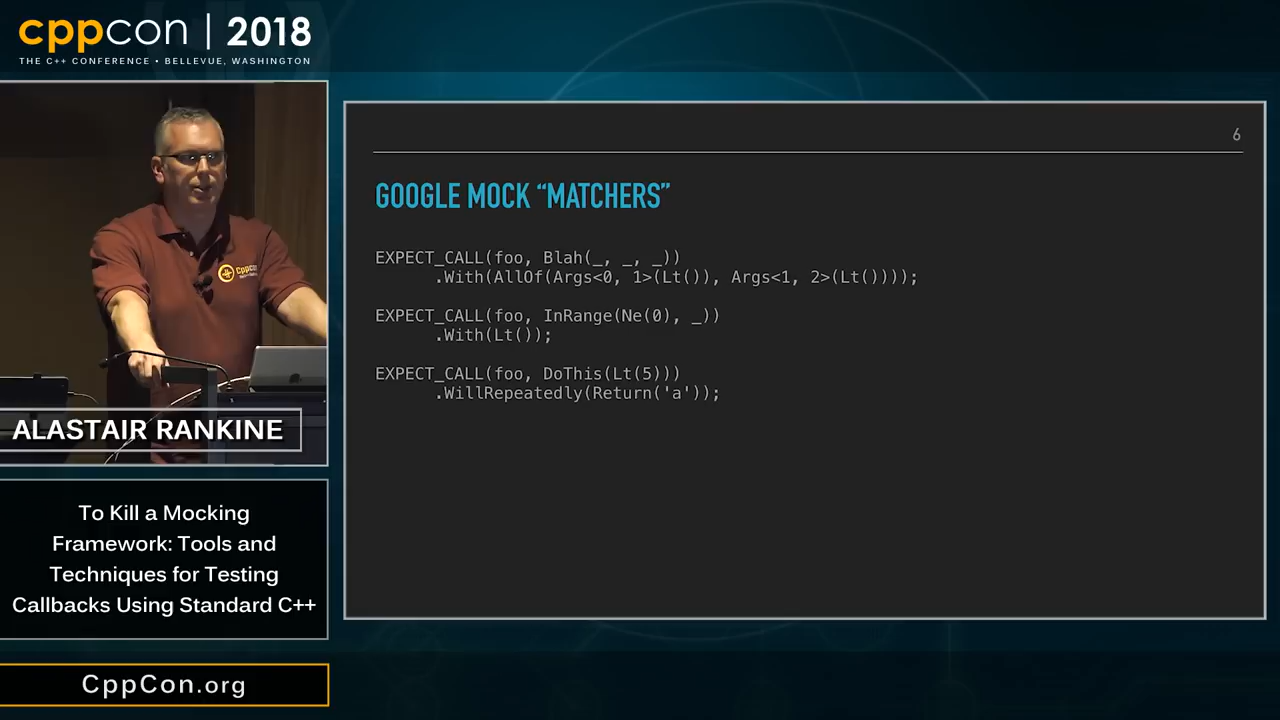 cppcon | 2018
THE C++ CONFERENCE • BELLEVUE, WASHINGTON
cppcon
ALASTAIR RANKINE
To Kill a Mocking
Framework: Tools and
Techniques for Testing
Callbacks Using Standard C++
CppCon.org
6
GOOGLE MOCK “MATCHERS”
EXPECT_CALL(foo, Blah(_, _, _))
.With(AllOf(Args<0, 1>(Lt()), Args<1, 2>(Lt())));
EXPECT_CALL(foo, InRange(Ne(0), _))
.With(Lt());
EXPECT_CALL(foo, DoThis(Lt(5)))
.WillRepeatedly(Return('a'));